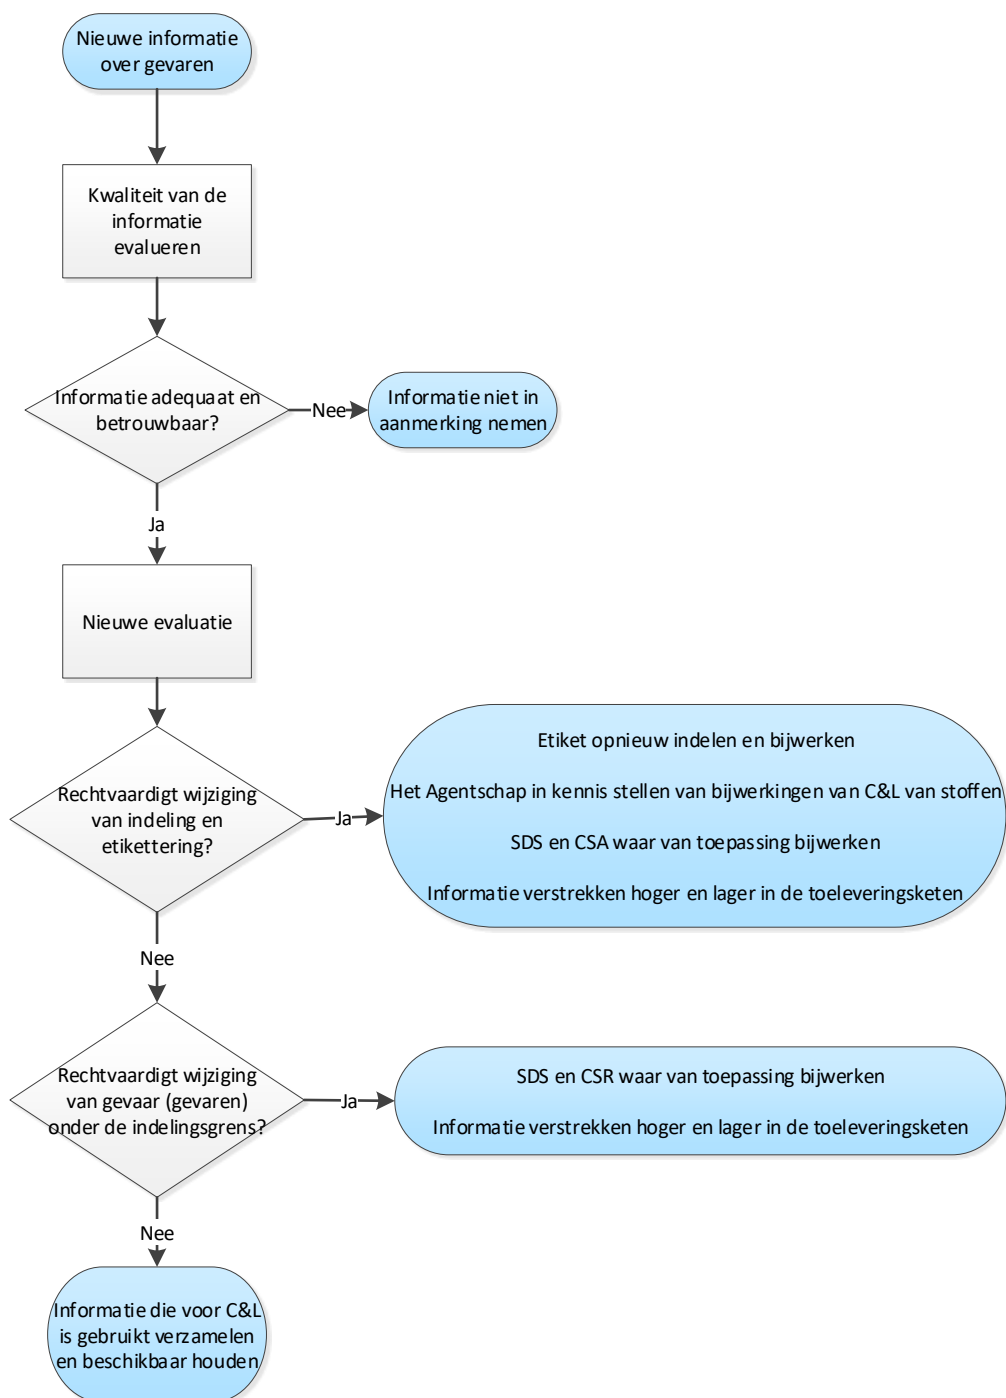 Nieuwe informatie
over gevaren
Kwaliteit van de
informatie
evalueren
Informatie adequaat en
betrouwbaar?
Nee
Informatie niet in
aanmerking nemen
Ja
Nieuwe evaluatie
Rechtvaardigt wijziging
van indeling en
etikettering?
Ja
Etiket opnieuw indelen en bijwerken
Het Agentschap in kennis stellen van bijwerkingen van C&L van stoffen
SDS en CSA waar van toepassing bijwerken
Informatie verstrekken hoger en lager in de toeleveringsketen
Nee
Rechtvaardigt wijziging
van gevaar (gevaren)
onder de indelingsgrens?
Ja
SDS en CSR waar van toepassing bijwerken
Informatie verstrekken hoger en lager in de toeleveringsketen
Nee
Informatie die voor C&L
is gebruikt verzamelen
en beschikbaar houden